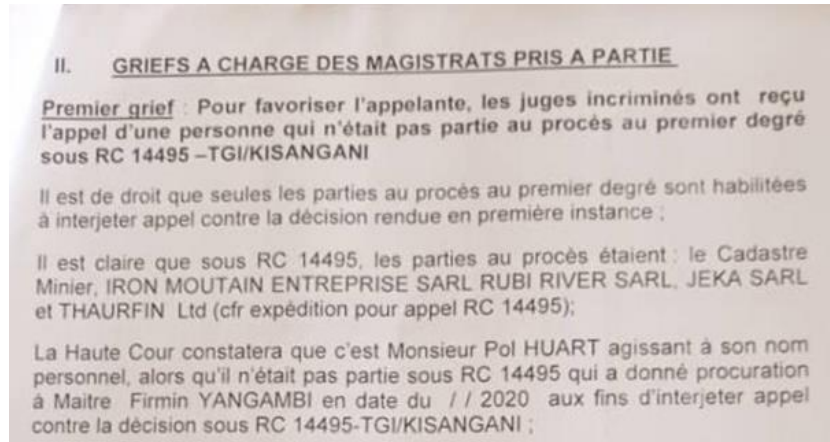 II. GRIEFS A CHARGE DES MAGISTRATS PRIS A PARTIE
Premier grief : Pour favoriser l'appelante, les juges incriminés ont reçu
l'appel d'une personne qui n'était pas partie au procès au premier degré
sous RC 14495 –TGI/KISANGANI
Il est de droit que seules les parties au procès au premier degré sont habilitées
à interjeter appel contre la décision rendue en première instance ;
Il est claire que sous RC 14495, les parties au procès étaient : le Cadastre
Minier, IRON MOUTAIN ENTREPRISE SARL RUBI RIVER SARL, JEKA SARL
et THAURFIN Ltd (cfr expédition pour appel RC 14495);
La Haute Cour constatera que c'est Monsieur Pol HUART agissant à son nom
personnel, alors qu'il n'était pas partie sous RC 14495 qui a donné procuration
à Maitre Firmin YANGAMBI en date du / / 2020 aux fins d'interjeter appel
contre la décision sous RC 14495-TGI/KISANGANI ;